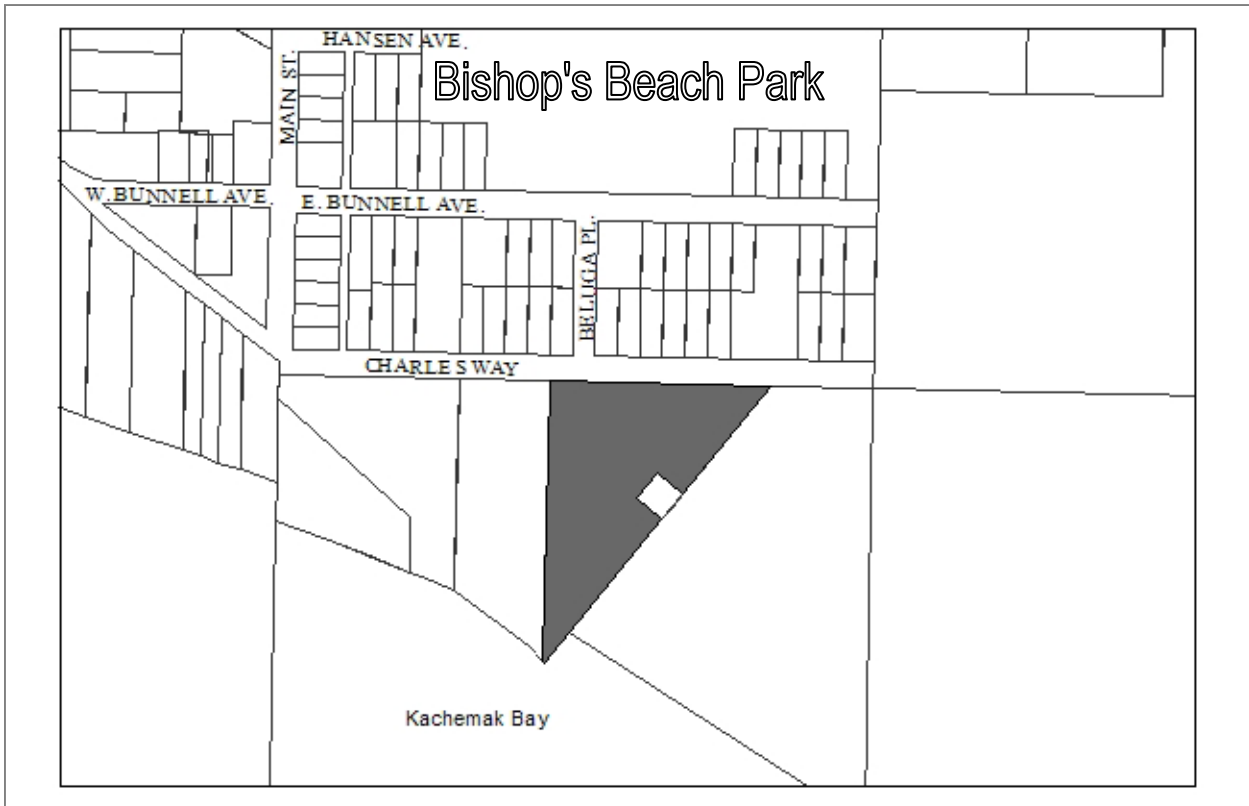 HANSEN AVE.
Bishop's Beach Park
MAIN ST.
W. BUNNELL AVE.
E. BUNNELL AVE.
BELUGA PL.
CHARLES WAY
Kachemak Bay